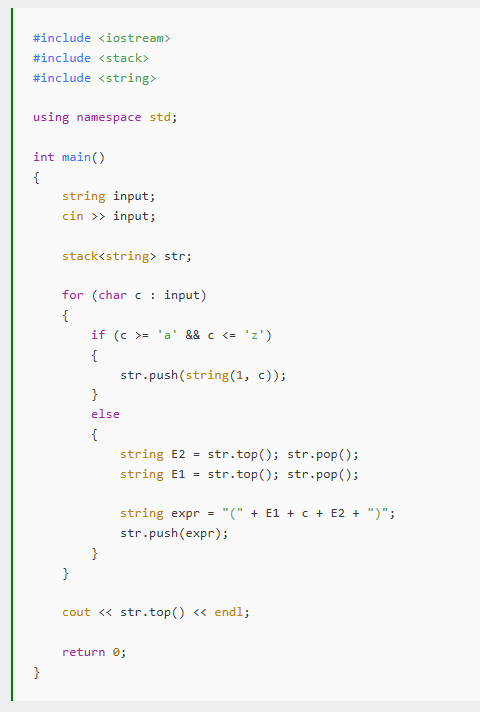 #include <iostream>
#include <stack>
#include <string>
using namespace std;
int main()
{
    string input;
    cin >> input;
    stack<string> str;
    for (char c : input)
    {
        if (c >= 'a' && c <= 'z')
        {
            str.push(string(1, c));
        }
        else
        {
            string E2 = str.top(); str.pop();
            string E1 = str.top(); str.pop();
            string expr = "(" + E1 + c + E2 + ")";
            str.push(expr);
        }
    }
    cout << str.top() << endl;
    return 0;
}